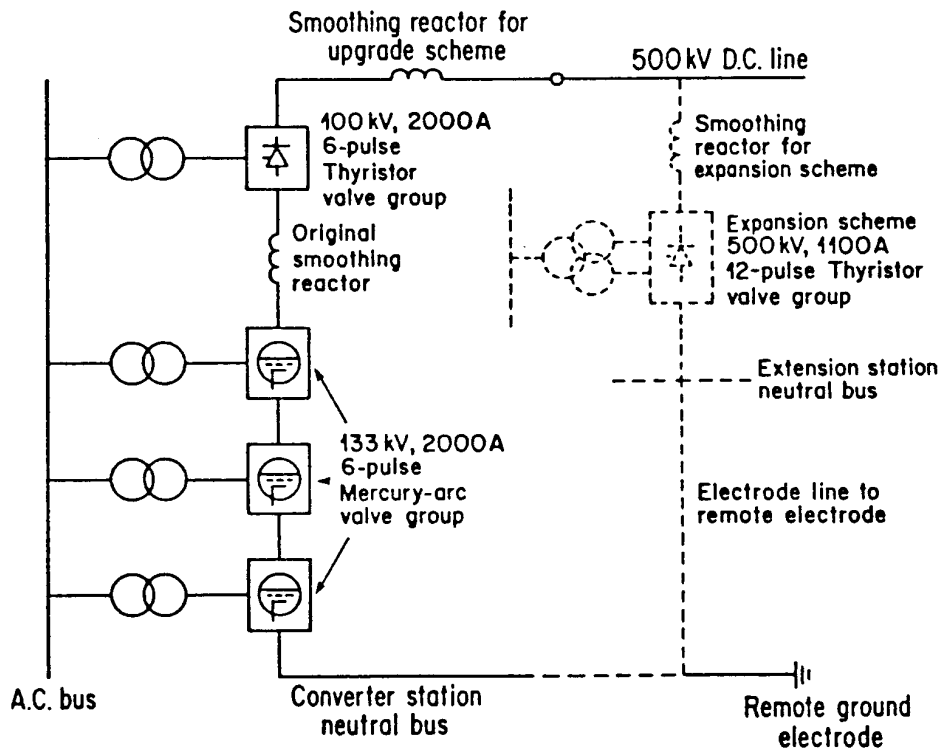 Smoothing reactor for
upgrade scheme
500 kV D.C. line
100 kV, 2000A
6-pulse
Thyristor
valve group
Smoothing
reactor for
expansion scheme
Original
smoothing
reactor
Expansion scheme
500 kV, 1100A
12-pulse Thyristor
valve group
Extension station
neutral bus
133 kV, 2000A
6-pulse
Mercury-arc
valve group
Electrode line to
remote electrode
A.C. bus
Converter station
neutral bus
Remote ground
electrode